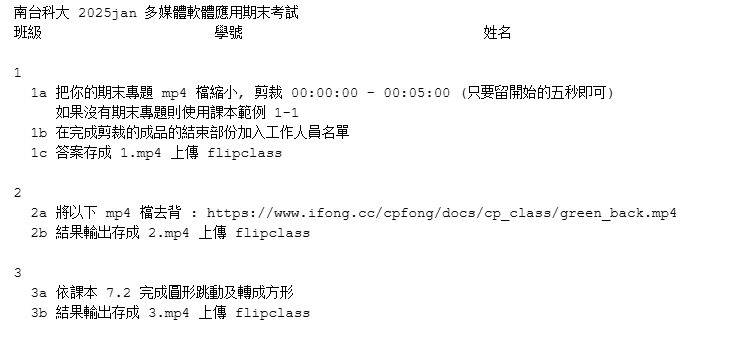 南台科大 2025jan 多媒體軟體應用期末考試
班級 學號 姓名
1
1a 把你的期末專題 mp4 檔縮小, 剪裁 00:00:00 - 00:05:00 (只要留開始的五秒即可)
如果沒有期末專題則使用課本範例 1-1
1b 在完成剪裁的成品的結束部份加入工作人員名單
1c 答案存成 1.mp4 上傳 flipclass
2
2a 將以下 mp4 檔去背 : https://www.ifong.cc/cpfong/docs/cp_class/green_back.mp4
2b 結果輸出存成 2.mp4 上傳 flipclass
3
3a 依課本 7.2 完成圓形跳動及轉成方形
3b 結果輸出存成 3.mp4 上傳 flipclass